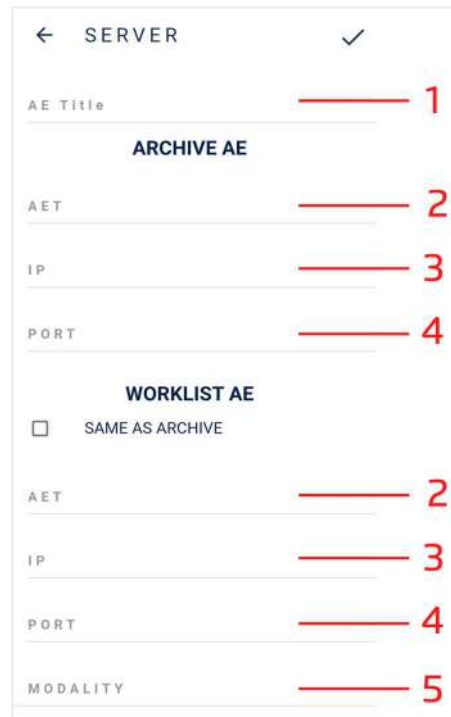 ← SERVER ✓
AE Title 1
ARCHIVE AE
AET 2
IP 3
PORT 4
WORKLIST AE
☐ SAME AS ARCHIVE
AET 2
IP 3
PORT 4
MODALITY 5